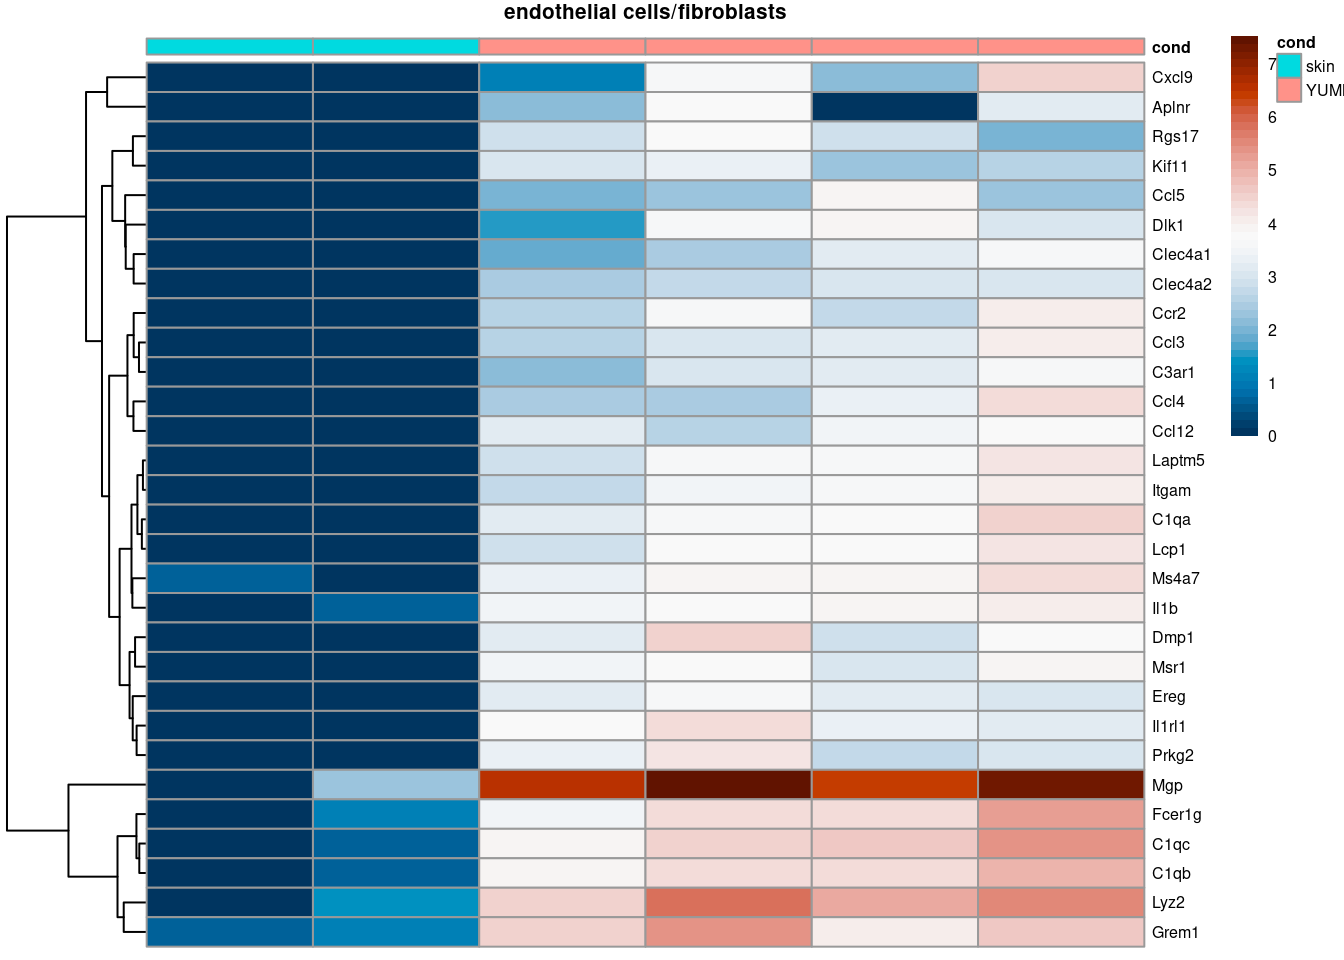 endothelial cells/fibroblasts
cond
Cxcl9
Aplnr
Rgs17
Kif11
Ccl5
Dlk1
Clec4a1
Clec4a2
Ccr2
Ccl3
C3ar1
Ccl4
Ccl12
Laptm5
Itgam
C1qa
Lcp1
Ms4a7
Il1b
Dmp1
Msr1
Ereg
Il1rl1
Prkg2
Mgp
Fcer1g
C1qc
C1qb
Lyz2
Grem1
7
6
5
4
3
2
1
0
cond
skin